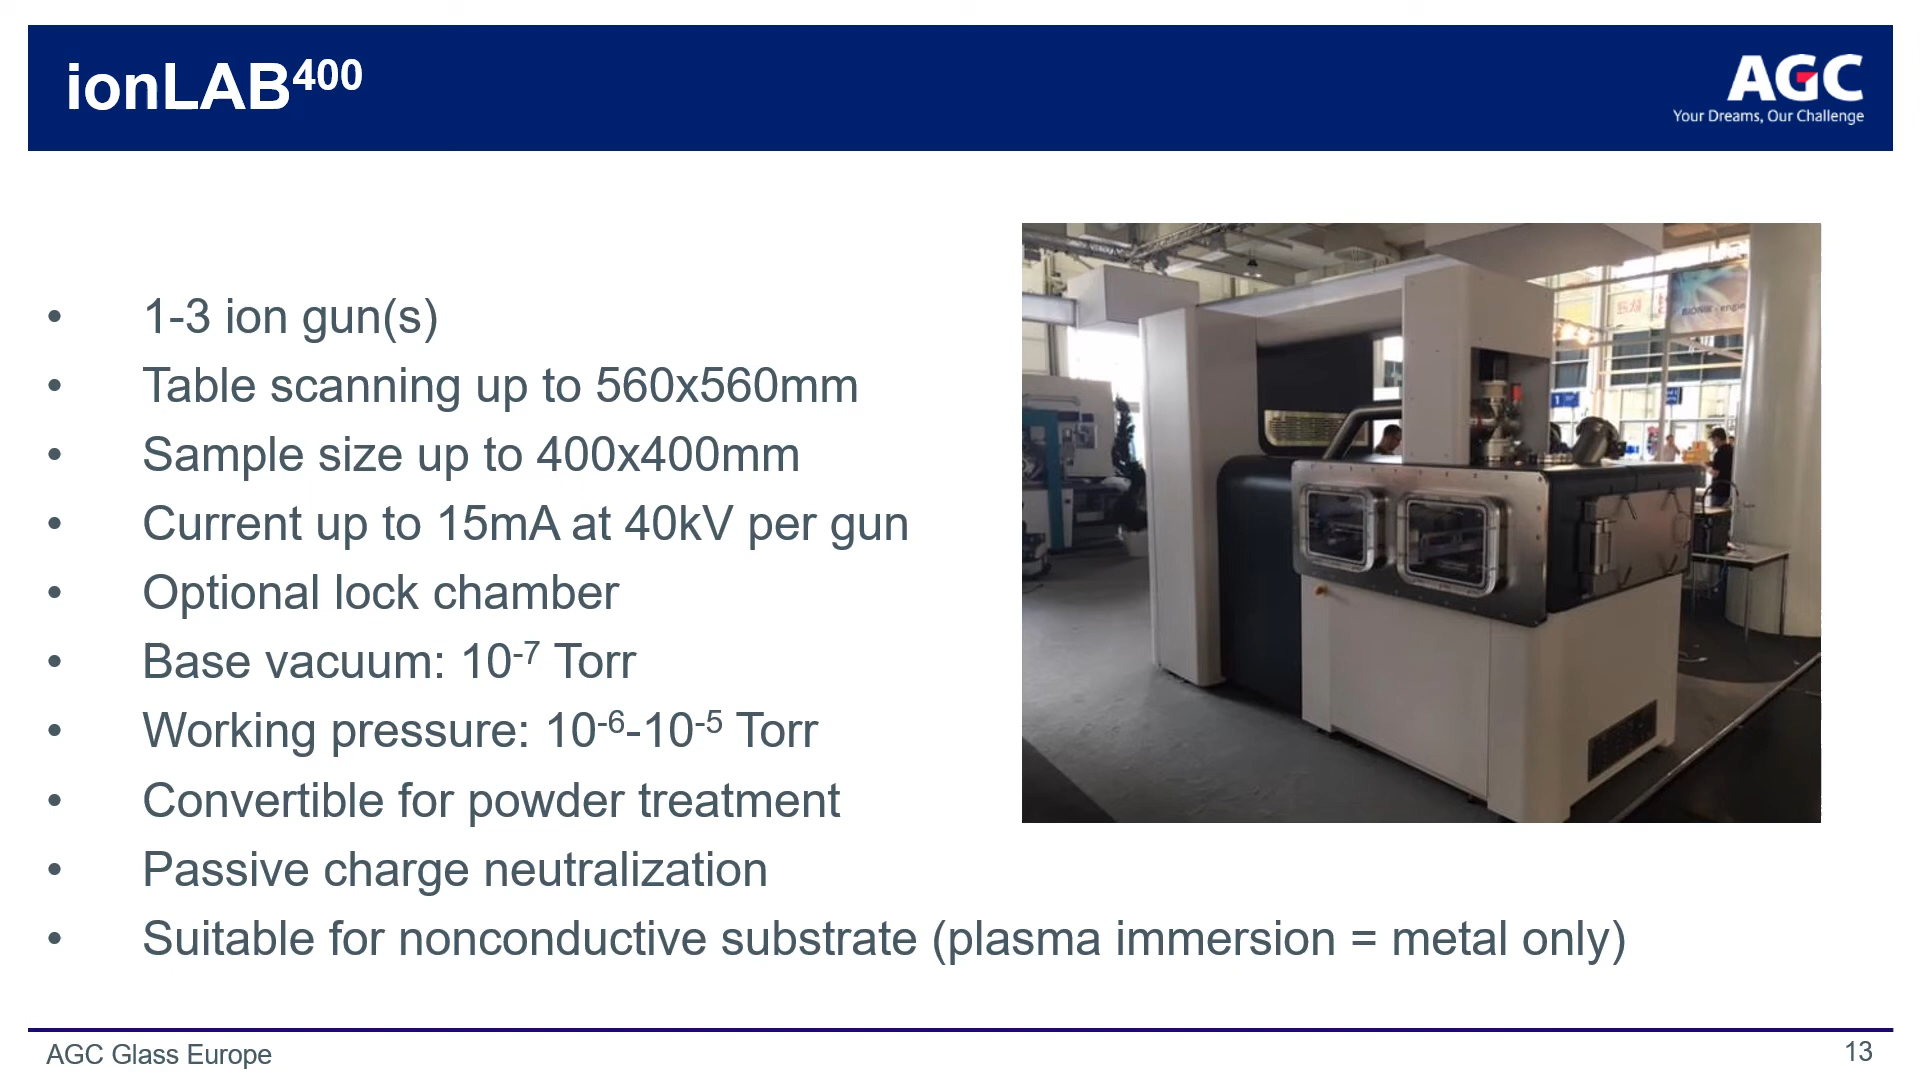 ionLAB⁴⁰⁰
AGC
Your Dreams, Our Challenge
• 1-3 ion gun(s)
• Table scanning up to 560x560mm
• Sample size up to 400x400mm
• Current up to 15mA at 40kV per gun
• Optional lock chamber
• Base vacuum: 10⁻⁷ Torr
• Working pressure: 10⁻⁶-10⁻⁵ Torr
• Convertible for powder treatment
• Passive charge neutralization
• Suitable for nonconductive substrate (plasma immersion = metal only)
AGC Glass Europe
13